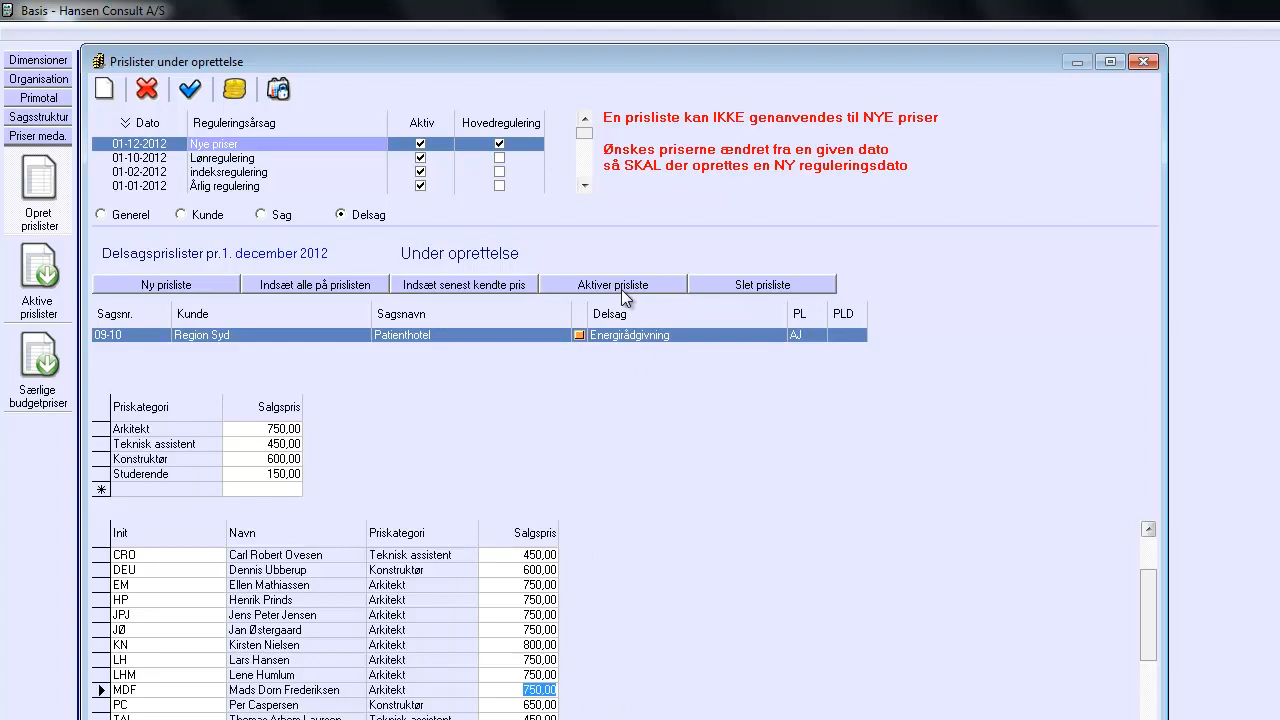 Basis - Hansen Consult A/S
Prislister under oprettelse
Dimensioner
Organisation
Primotal
Sagsstruktur
Priser meda.
Opret
prislister
Aktive
prislister
Særlige
budgetpriser
Dato Reguleringsårsag Aktiv Hovedregulering
01-12-2012 Nye priser
01-10-2012 Lønregulering
01-02-2012 indeksregulering
01-01-2012 Årlig regulering
En prisliste kan IKKE genanvendes til NYE priser
Ønskes priserne ændret fra en given dato
så SKAL der oprettes en NY reguleringsdato
Generel Kunde Sag Delsag
Delsagsprislister pr.1. december 2012 Under oprettelse
Ny prisliste Indsæt alle på prislisten Indsæt senest kendte pris Aktiver prisliste Slet prisliste
Sagsnr. Kunde Sagsnavn Delsag PL PLD
09-10 Region Syd Patienthotel Energirådgivning AJ
Priskategori Salgspris
Arkitekt 750,00
Teknisk assistent 450,00
Konstruktør 600,00
Studerende 150,00
Init Navn Priskategori Salgspris
CRO Carl Robert Ovesen Teknisk assistent 450,00
DEU Dennis Ubberup Konstruktør 600,00
EM Ellen Mathiassen Arkitekt 750,00
HP Henrik Prinds Arkitekt 750,00
JPJ Jens Peter Jensen Arkitekt 750,00
JØ Jan Østergaard Arkitekt 750,00
KN Kirsten Nielsen Arkitekt 800,00
LH Lars Hansen Arkitekt 750,00
LHM Lene Humlum Arkitekt 750,00
MDF Mads Dorn Frederiksen Arkitekt 750,00
PC Per Caspersen Konstruktør 650,00